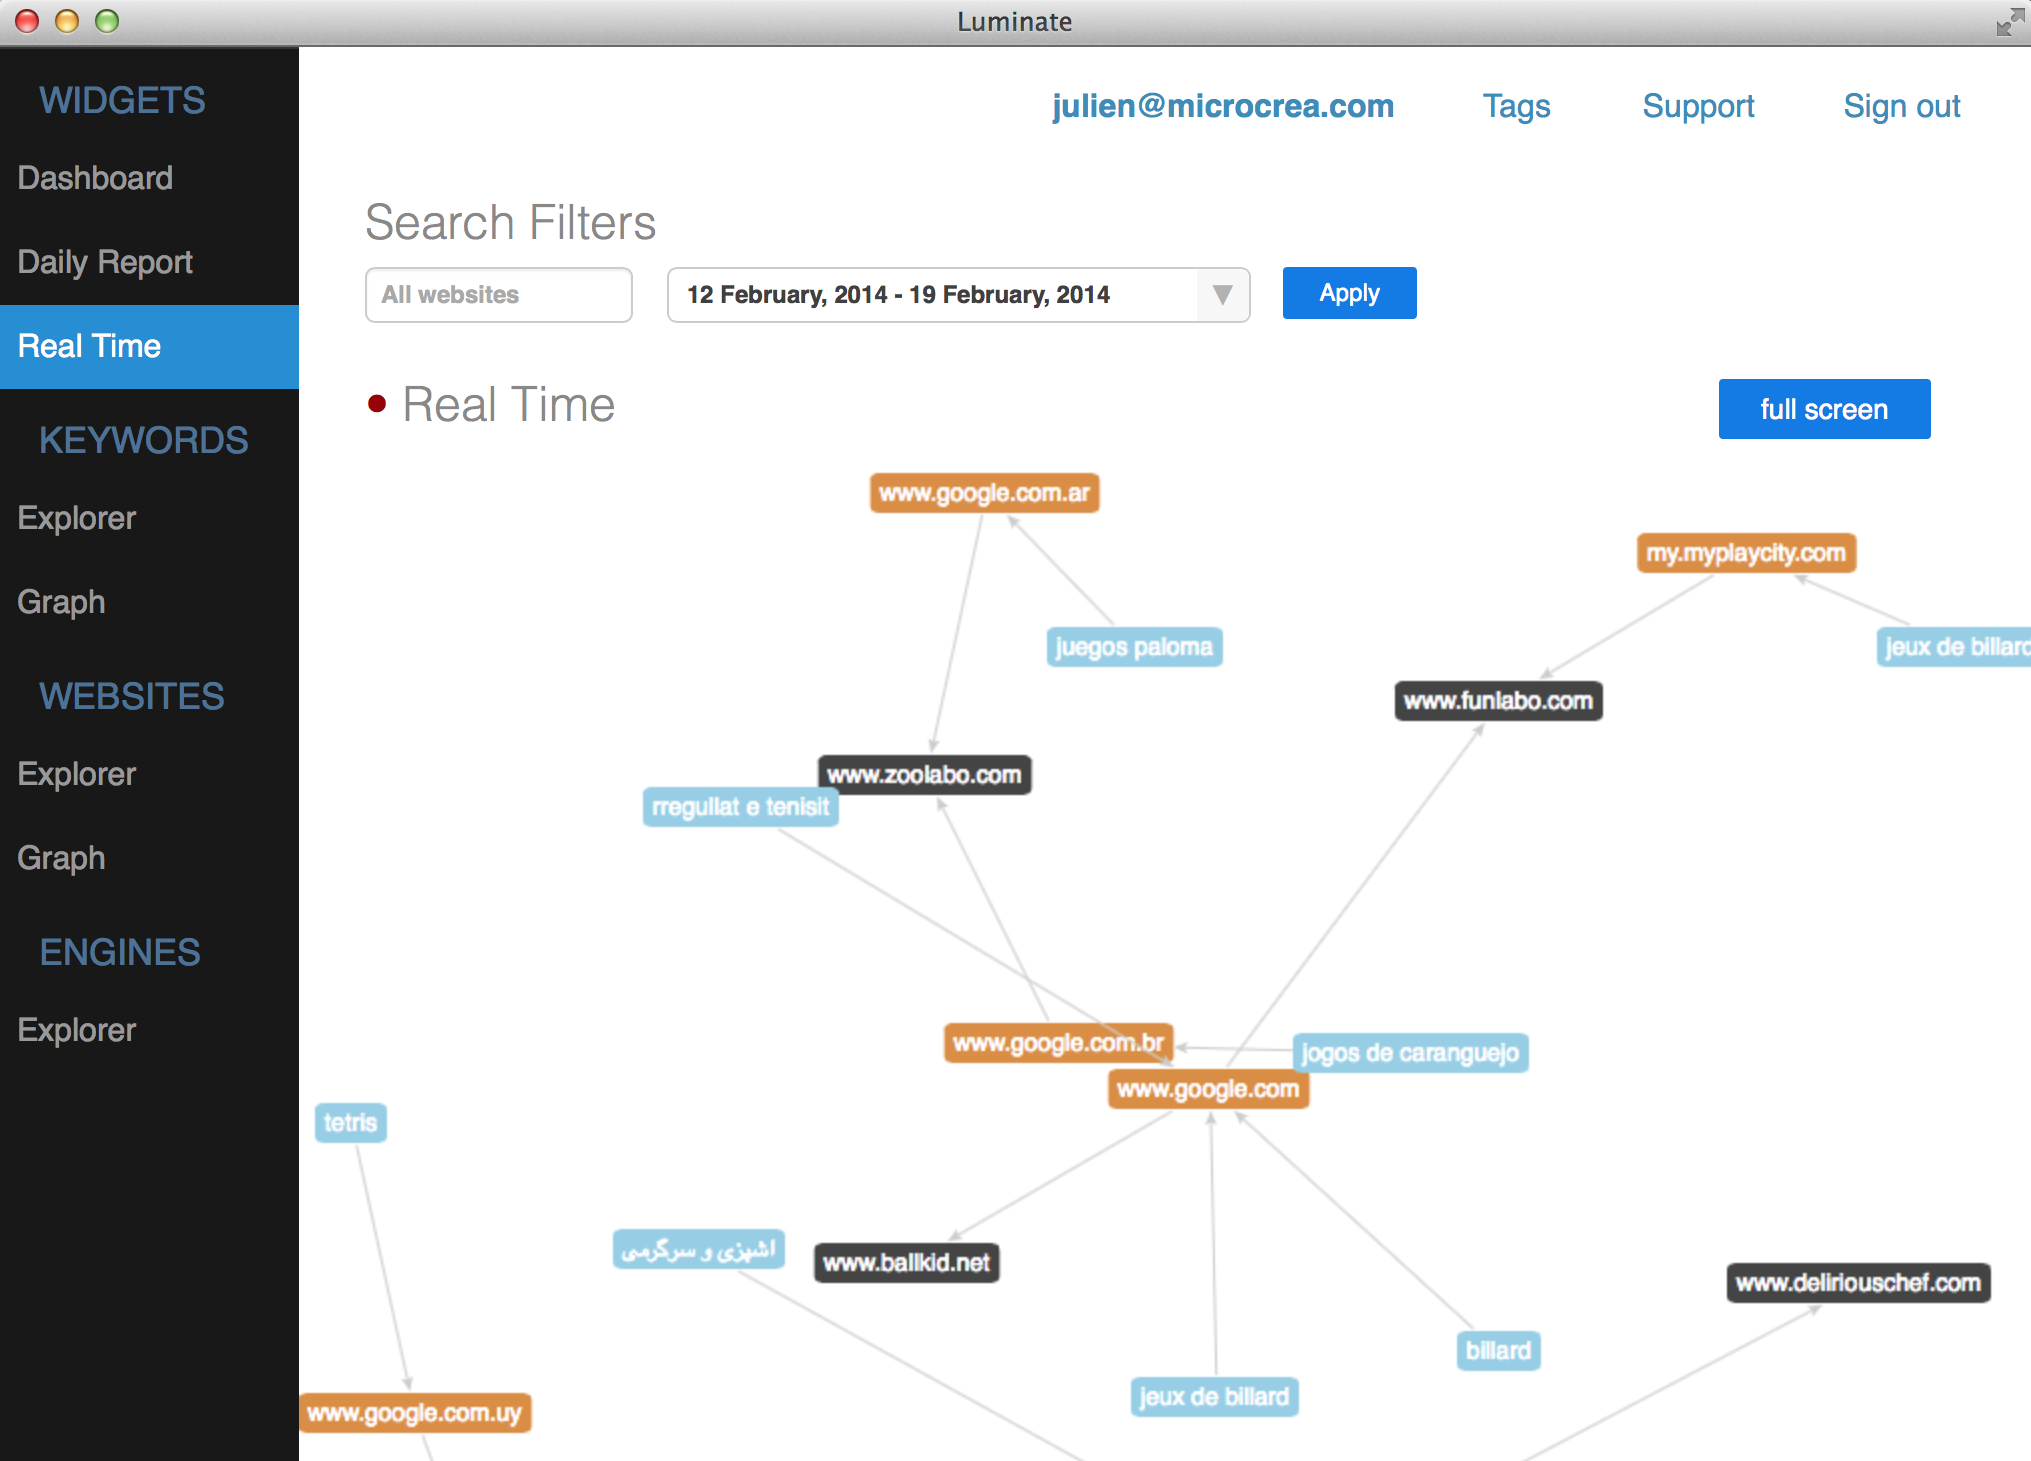 Luminate
WIDGETS
Dashboard
Daily Report
Real Time
KEYWORDS
Explorer
Graph
WEBSITES
Explorer
Graph
ENGINES
Explorer
julien@microcrea.com
Tags
Support
Sign out
Search Filters
All websites
12 February, 2014 - 19 February, 2014
Apply
Real Time
full screen
www.google.com.ar
my.myplaycity.com
juegos paloma
jeux de billard
www.funlabo.com
www.zoolabo.com
rregullat e tenisit
www.google.com.br
jogos de caranguejo
www.google.com
tetris
اشپزی و سرگرمی
www.ballkid.net
www.deliriouschef.com
billard
jeux de billard
www.google.com.uy